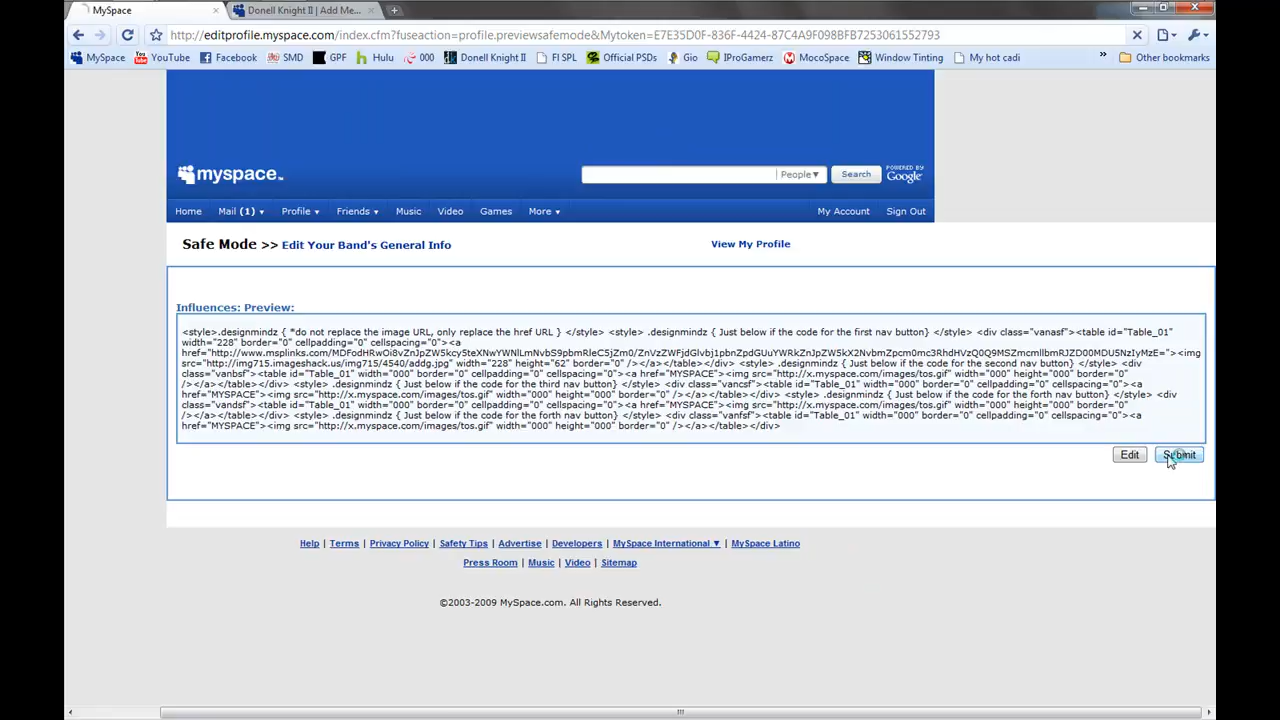 MySpace
Donell Knight II | Add Me...
http://editprofile.myspace.com/index.cfm?fuseaction=profile.previewsafemode&Mytoken=E7E35D0F-836F-4424-87C4A9F098BFB7253061552793
MySpace YouTube Facebook SMD GPF Hulu 000 Donell Knight II FI SPL Official PSDs Gio IProGamerz MocoSpace Window Tinting My hot cadi » Other bookmarks
myspace.
People▼ Search POWERED BY Google
Home Mail (1) ▼ Profile ▼ Friends ▼ Music Video Games More ▼ My Account Sign Out
Safe Mode >> Edit Your Band's General Info View My Profile
Influences: Preview:
<style>.designmindz { *do not replace the image URL, only replace the href URL } </style> <style> .designmindz { Just below if the code for the first nav button} </style> <div class="vanasf"><table id="Table_01"
width="228" border="0" cellpadding="0" cellspacing="0"><a
href="http://www.msplinks.com/MDFodHRwOi8vZnJpZW5kcy5teXNwYWNlLmNvbS9pbmRleC5jZm0/ZnVzZWFjdGlvbj1pbnZpdGUuYWRkZnJpZW5kX2NvbmZpcm0mc3RhdHVzQ0Q9MSZmcmllbmRJZD00MDU5NzIyMzE="><img
src="http://img715.imageshack.us/img715/4540/addg.jpg" width="228" height="62" border="0" /></a></table></div> <style> .designmindz { Just below if the code for the second nav button} </style> <div
class="vanbsf"><table id="Table_01" width="000" border="0" cellpadding="0" cellspacing="0"><a href="MYSPACE"><img src="http://x.myspace.com/images/tos.gif" width="000" height="000" border="0"
/></a></table></div> <style> .designmindz { Just below if the code for the third nav button} </style> <div class="vancsf"><table id="Table_01" width="000" border="0" cellpadding="0" cellspacing="0"><a
href="MYSPACE"><img src="http://x.myspace.com/images/tos.gif" width="000" height="000" border="0" /></a></table></div> <style> .designmindz { Just below if the code for the forth nav button} </style> <div
class="vandsf"><table id="Table_01" width="000" border="0" cellpadding="0" cellspacing="0"><a href="MYSPACE"><img src="http://x.myspace.com/images/tos.gif" width="000" height="000" border="0"
/></a></table></div> <style> .designmindz { Just below if the code for the forth nav button} </style> <div class="vanfsf"><table id="Table_01" width="000" border="0" cellpadding="0" cellspacing="0"><a
href="MYSPACE"><img src="http://x.myspace.com/images/tos.gif" width="000" height="000" border="0" /></a></table></div>
Edit Submit
Help | Terms | Privacy Policy | Safety Tips | Advertise | Developers | MySpace International ▼ | MySpace Latino
Press Room | Music | Video | Sitemap
©2003-2009 MySpace.com. All Rights Reserved.